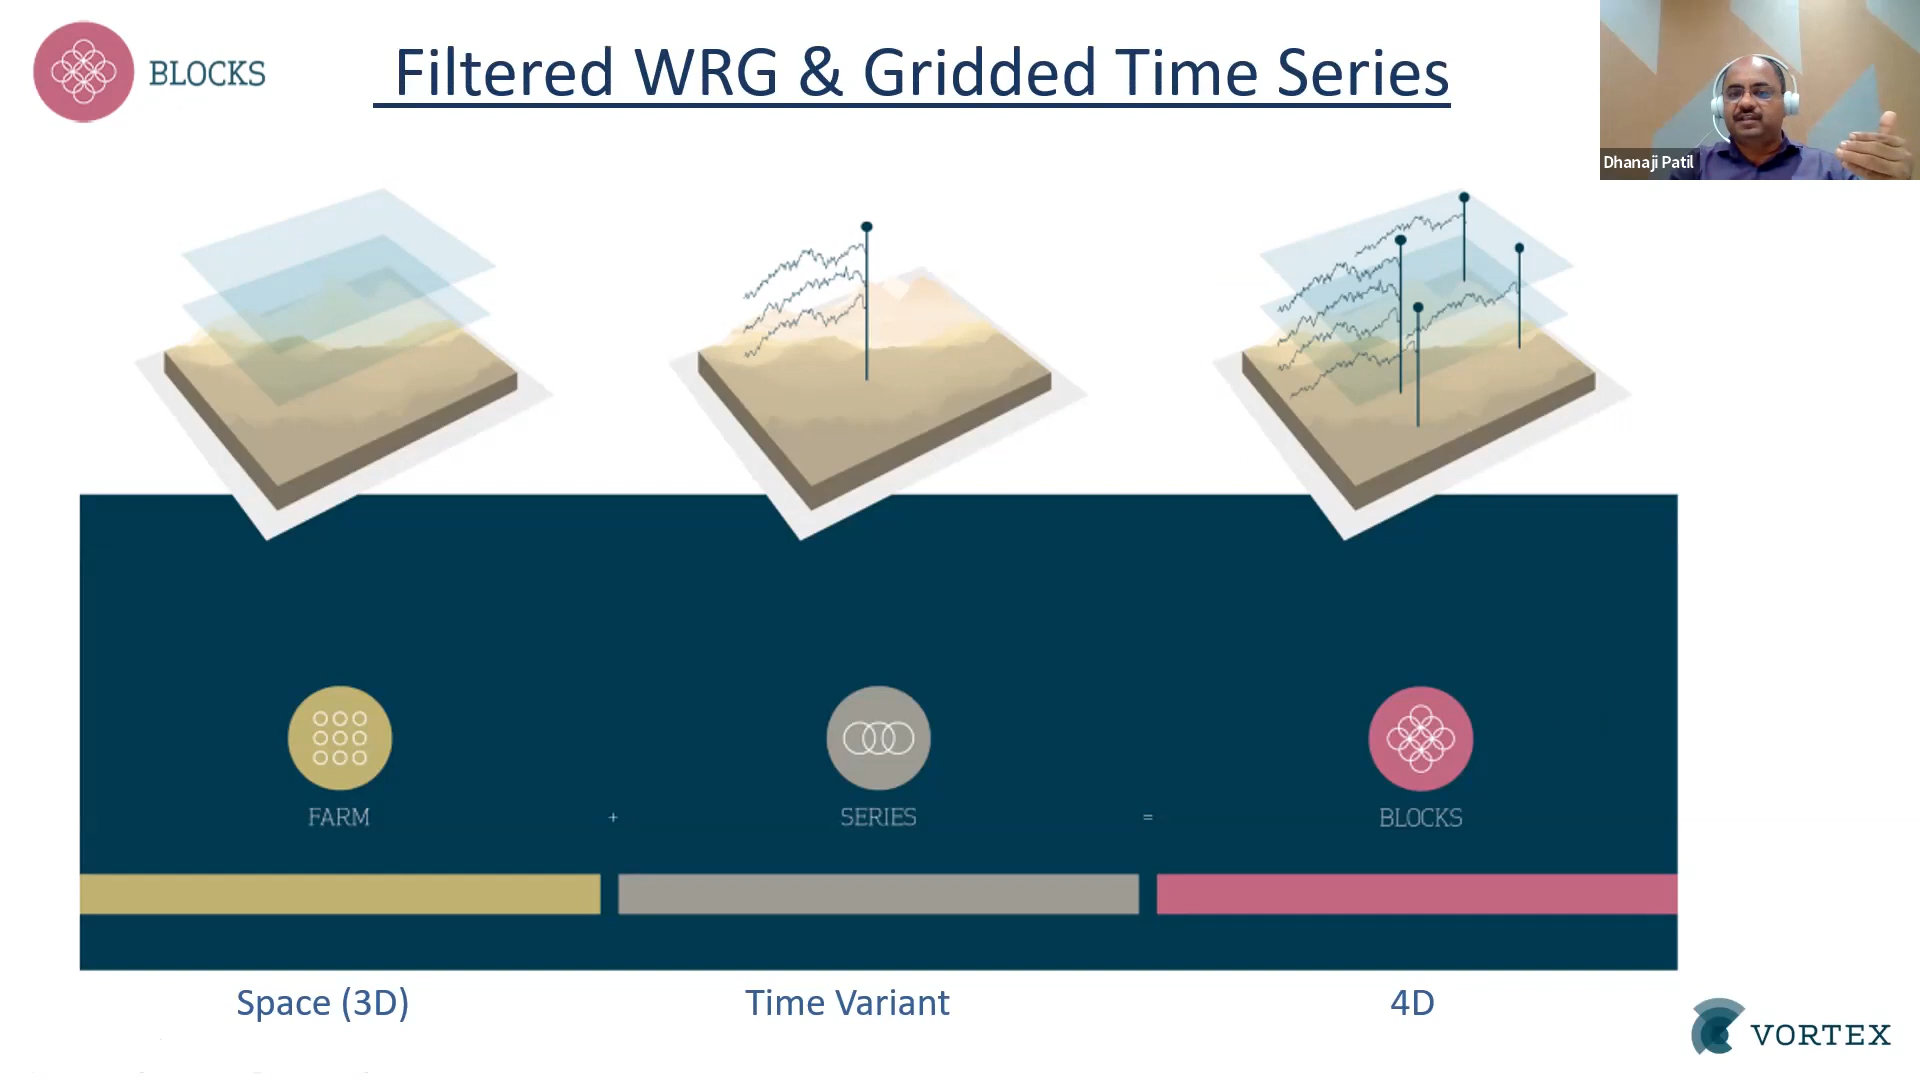 BLOCKS
Filtered WRG & Gridded Time Series
Dhanaji Patil
FARM + SERIES = BLOCKS
Space (3D) Time Variant 4D
VORTEX